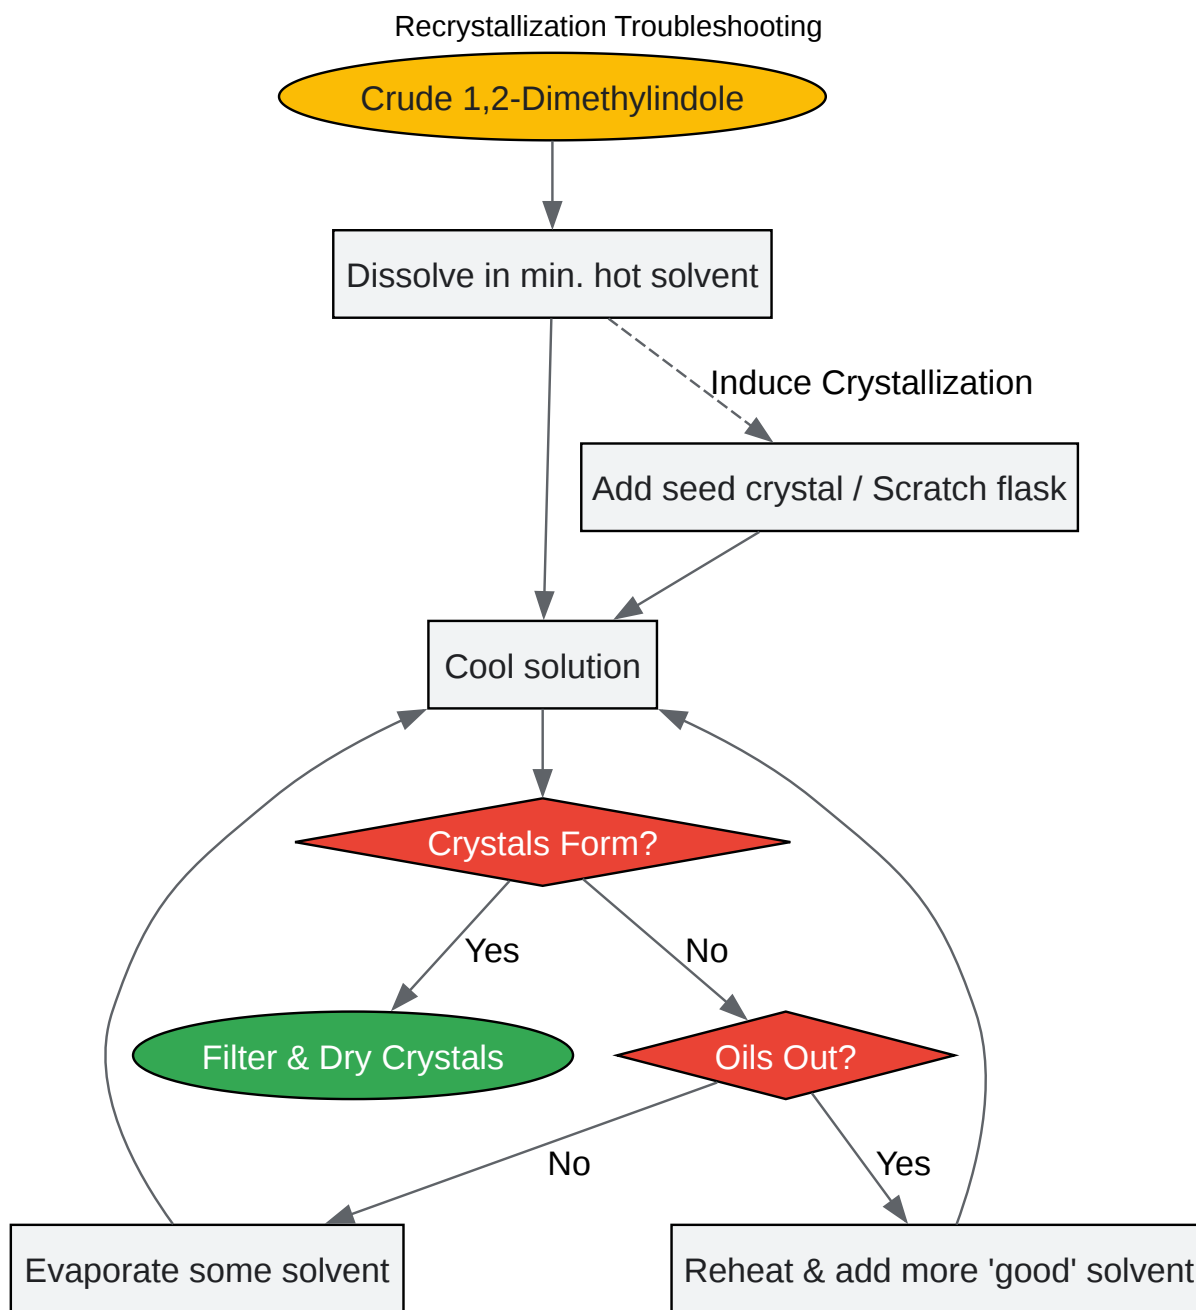 Recrystallization Troubleshooting
Crude 1,2-Dimethylindole
Dissolve in min. hot solvent
Induce Crystallization
Add seed crystal / Scratch flask
Cool solution
Crystals Form?
Yes
No
Filter & Dry Crystals
Oils Out?
No
Yes
Evaporate some solvent
Reheat & add more 'good' solvent